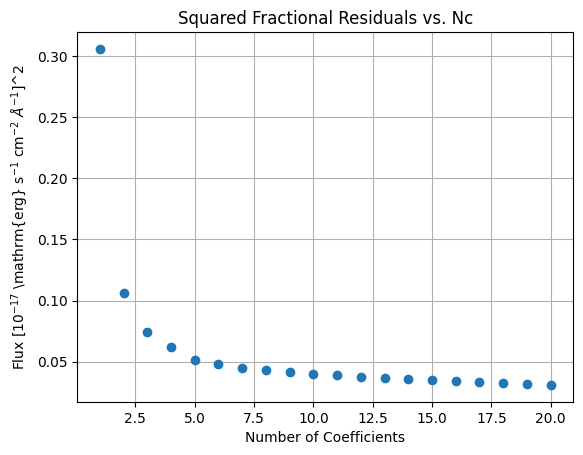 Squared Fractional Residuals vs. Nc
Flux [10⁻¹⁷ \mathrm{erg} s⁻¹ cm⁻² Å⁻¹]^2
0.30
0.25
0.20
0.15
0.10
0.05
2.5 5.0 7.5 10.0 12.5 15.0 17.5 20.0
Number of Coefficients